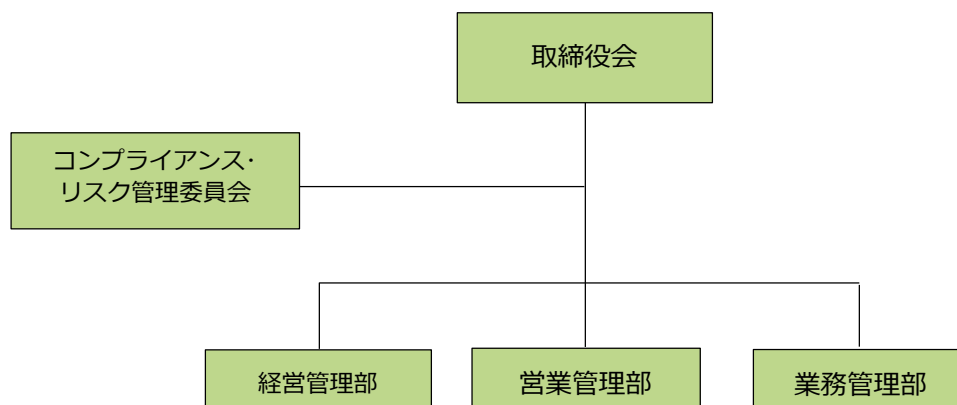 取締役会
コンプライアンス・
リスク管理委員会
経営管理部
営業管理部
業務管理部